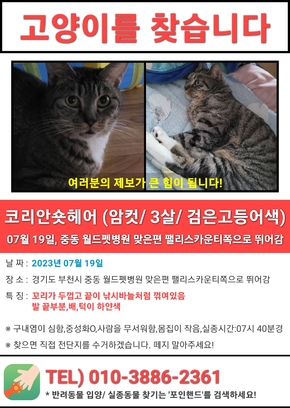 고양이를 찾습니다
여러분의 제보가 큰 힘이 됩니다!
코리안숏헤어 (암컷/ 3살/ 검은고등어색)
07월 19일, 중동 월드펫병원 맞은편 팰리스카운티쪽으로 뛰어감
날 짜 : 2023년 07월 19일
장 소 : 경기도 부천시 중동 월드펫병원 맞은편 팰리스카운티쪽으로 뛰어감
특 징 : 꼬리가 두껍고 끝이 낚시바늘처럼 꺾여있음
발 끝부분,배,턱이 하얀색
※ 구내염이 심함,중성화O,사람을 무서워함,몸집이 작음,실종시간:07시 40분경
※ 찾으면 직접 전단지를 수거하겠습니다. 떼지 말아주세요!
TEL) 010-3886-2361
* 반려동물 입양/ 실종동물 찾기는 '포인핸드'를 검색하세요!